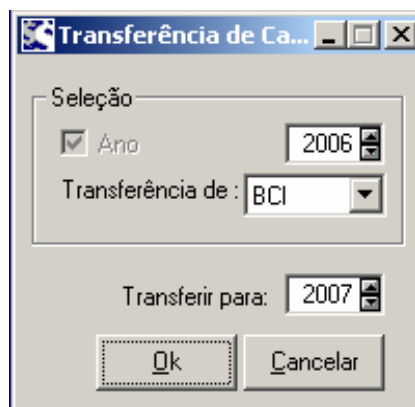 Transferência de Ca...
Seleção
Ano 2006
Transferência de : BCI
Transferir para: 2007
Ok Cancelar